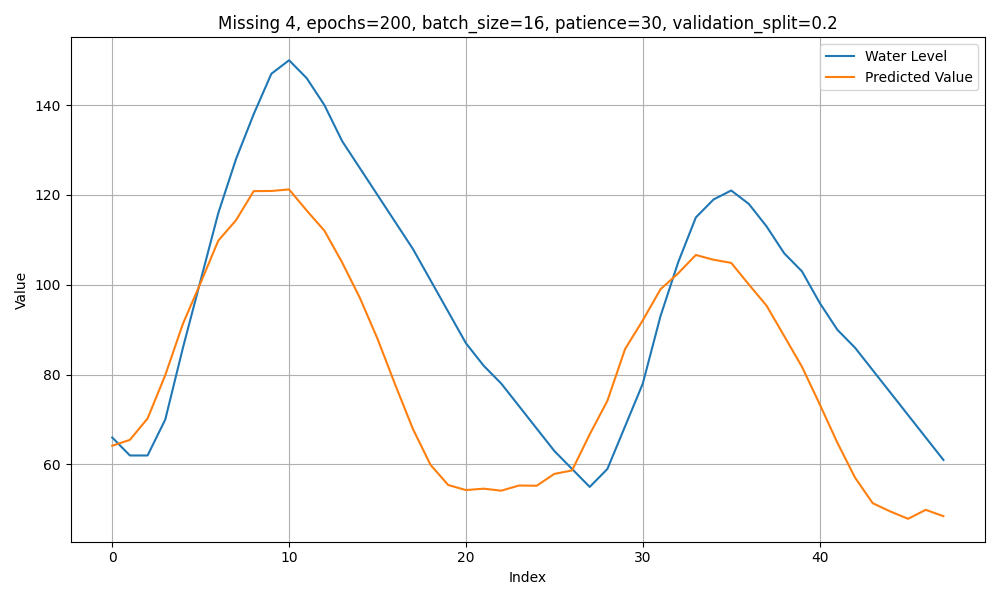 Missing 4, epochs=200, batch_size=16, patience=30, validation_split=0.2
Water Level
Predicted Value
Value
140
120
100
80
60
0 10 20 30 40
Index